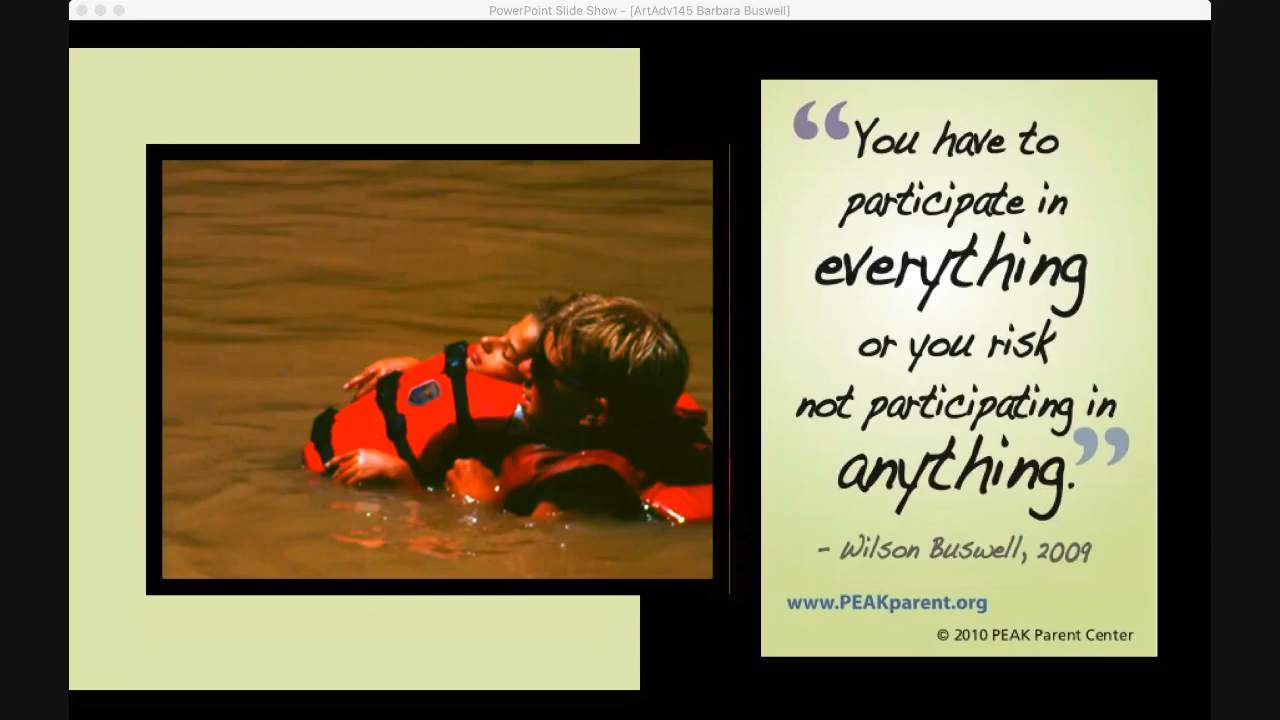 PowerPoint Slide Show - [ArtAdv145 Barbara Buswell]
“You have to
participate in
everything
or you risk
not participating in
anything.”
- Wilson Buswell, 2009
www.PEAKparent.org
© 2010 PEAK Parent Center